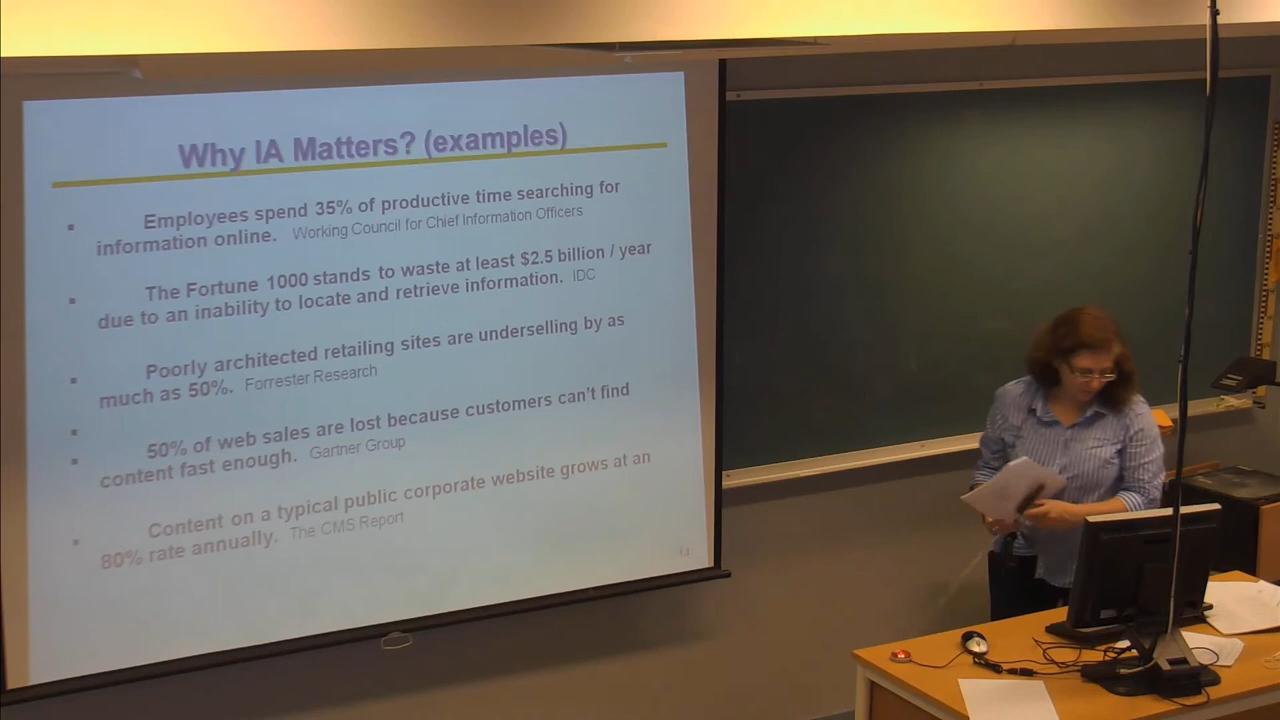 Why IA Matters? (examples)
Employees spend 35% of productive time searching for
information online. Working Council for Chief Information Officers
The Fortune 1000 stands to waste at least $2.5 billion / year
due to an inability to locate and retrieve information. IDC
Poorly architected retailing sites are underselling by as
much as 50%. Forrester Research
50% of web sales are lost because customers can't find
content fast enough. Gartner Group
Content on a typical public corporate website grows at an
80% rate annually. The CMS Report